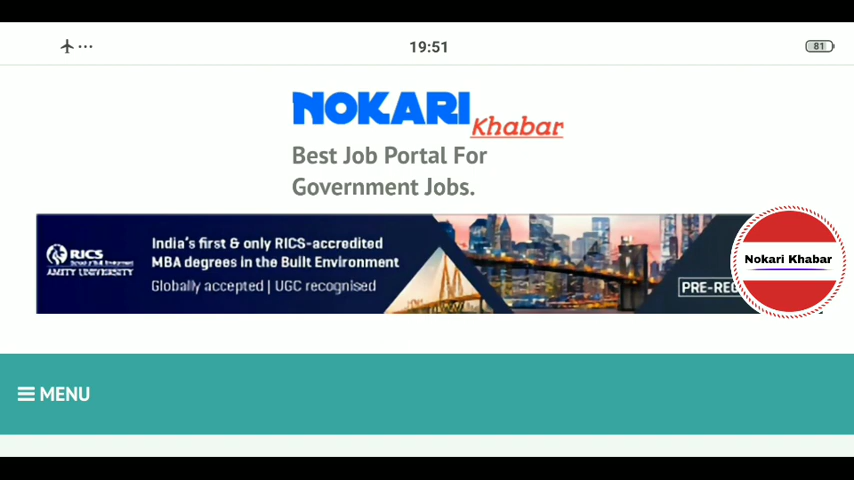 19:51
81
NOKARI
Khabar
Best Job Portal For
Government Jobs.
RICS
AMITY UNIVERSITY
India's first & only RICS-accredited
MBA degrees in the Built Environment
Globally accepted | UGC recognised
PRE-REG
Nokari Khabar
MENU